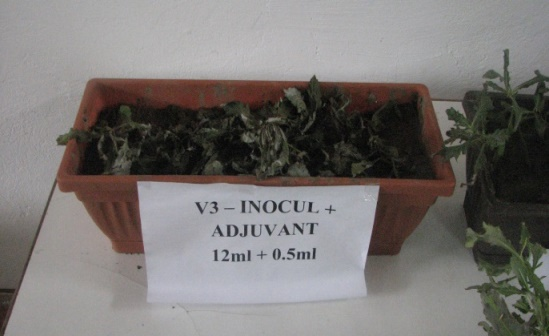 V3 – INOCUL +
ADJUVANT
12ml + 0.5ml